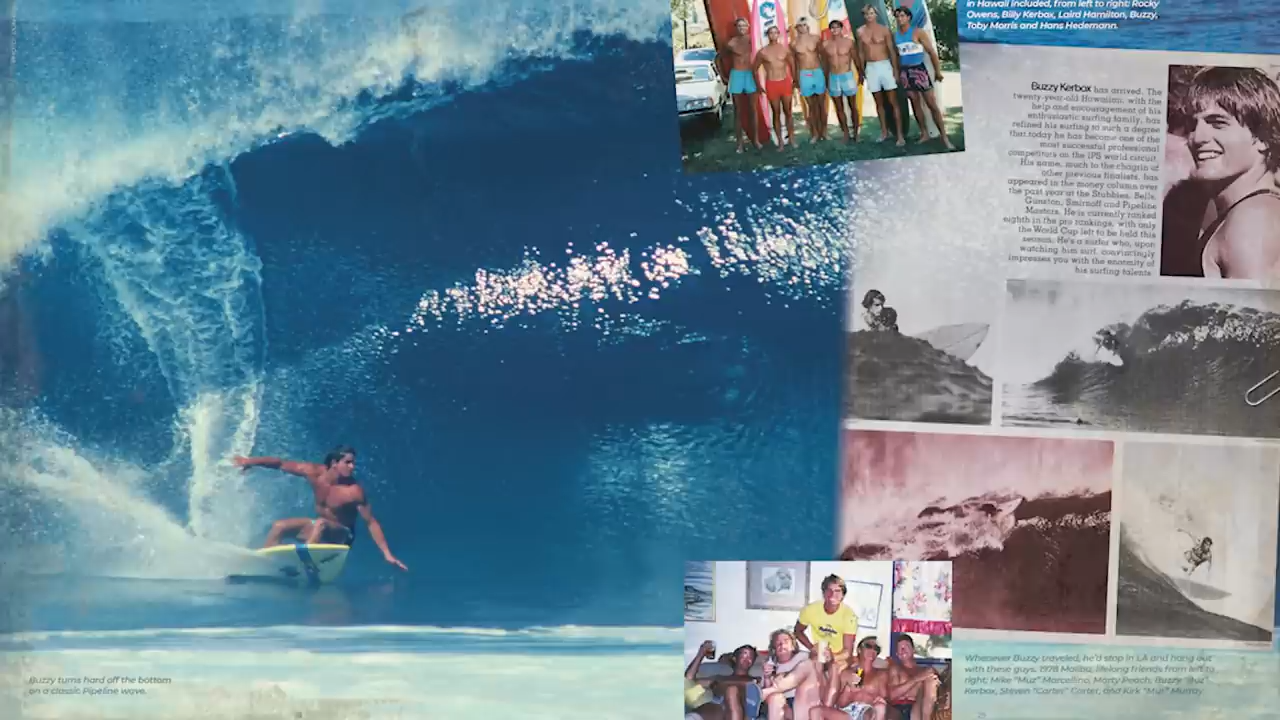 in Hawaii included, from left to right: Rocky
Owens, Billy Kerbox, Laird Hamilton, Buzzy,
Toby Morris and Hans Hedemann.
Buzzy Kerbox has arrived. The
twenty-year-old Hawaiian, with the
help and encouragement of his
enthusiastic surfing family, has
refined his surfing to such a degree
that today he has become one of the
most successful professional
competitors on the IPS world circuit.
His name, much to the chagrin of
other previous finalists, has
appeared in the money column over
the past year at the Stubbies, Bells,
Gunston, Smirnoff and Pipeline
Masters. He is currently ranked
eighth in the pro rankings, with only
the World Cup left to be held this
season. He's a surfer who, upon
watching him surf, convincingly
impresses you with the enormity of
his surfing talents.
Buzzy turns hard off the bottom
on a classic Pipeline wave.
Whenever Buzzy traveled, he'd stop in LA and hang out
with these guys. 1978 Malibu, lifelong friends from left to
right; Mike "Muz" Marcellino, Marty Peach, Buzzy
Kerbox, Steven "Carter" Carter, and Kirk "Muz" Murray